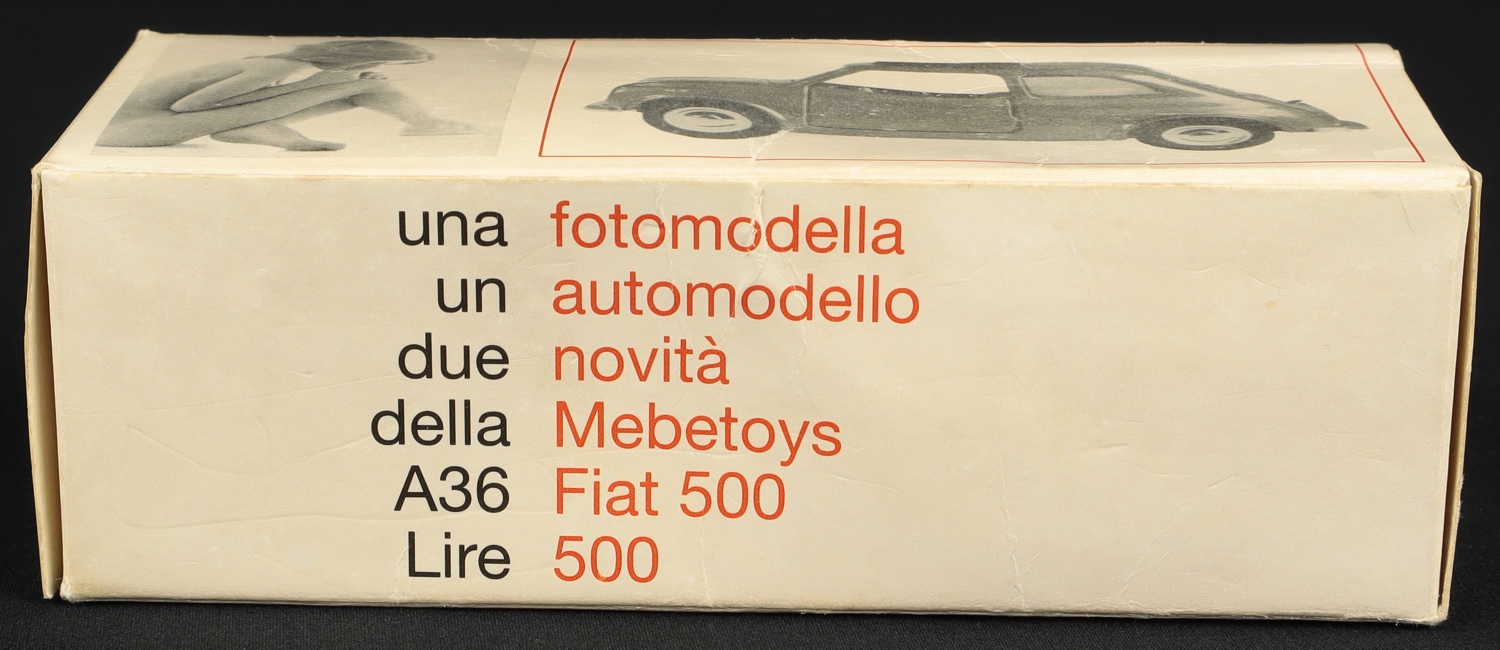 una fotomodella
un automodello
due novità
della Mebetoys
A36 Fiat 500
Lire 500